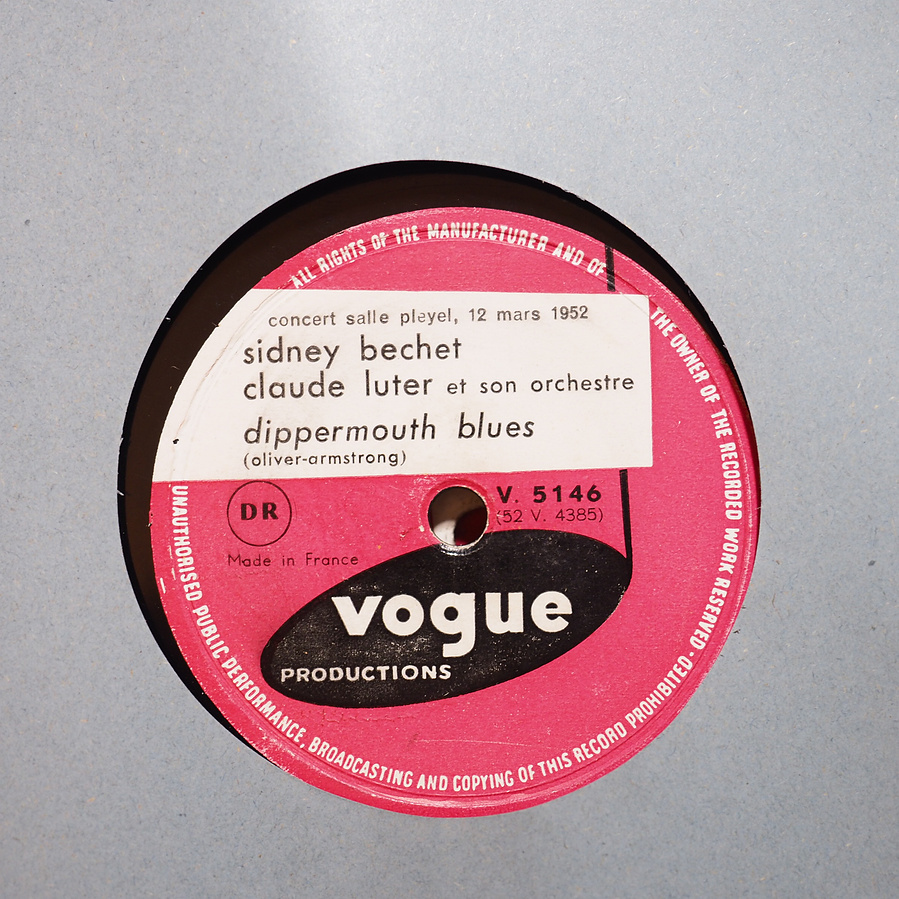 ALL RIGHTS OF THE MANUFACTURER AND OF THE OWNER OF THE RECORDED WORK RESERVED ·
concert salle pleyel, 12 mars 1952
sidney bechet
claude luter et son orchestre
dippermouth blues
(oliver-armstrong)
DR
V. 5146
(52 V. 4385)
Made in France
vogue
PRODUCTIONS
UNAUTHORISED PUBLIC PERFORMANCE, BROADCASTING AND COPYING OF THIS RECORD PROHIBITED